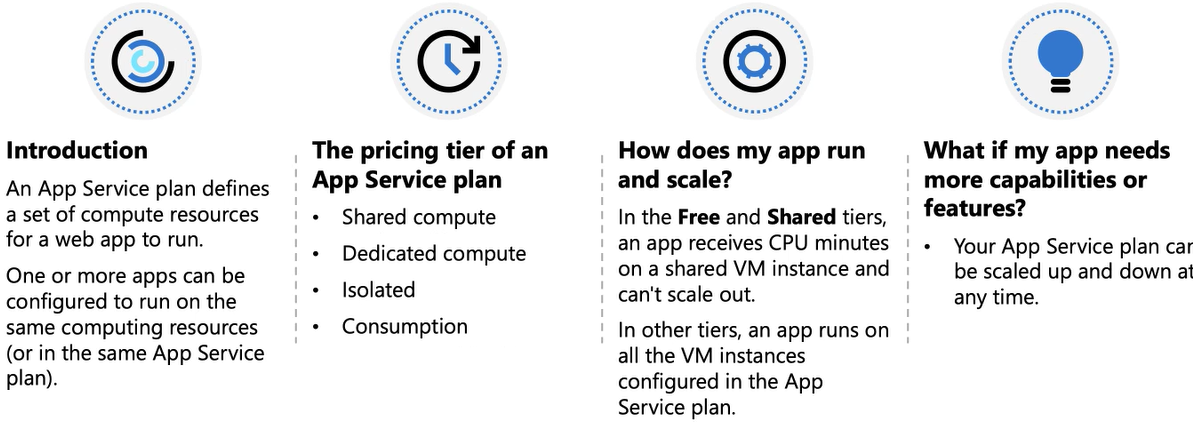 Introduction
An App Service plan defines
a set of compute resources
for a web app to run.
One or more apps can be
configured to run on the
same computing resources
(or in the same App Service
plan).
The pricing tier of an
App Service plan
• Shared compute
• Dedicated compute
• Isolated
• Consumption
How does my app run
and scale?
In the Free and Shared tiers,
an app receives CPU minutes
on a shared VM instance and
can't scale out.
In other tiers, an app runs on
all the VM instances
configured in the App
Service plan.
What if my app needs
more capabilities or
features?
• Your App Service plan can
be scaled up and down at
any time.